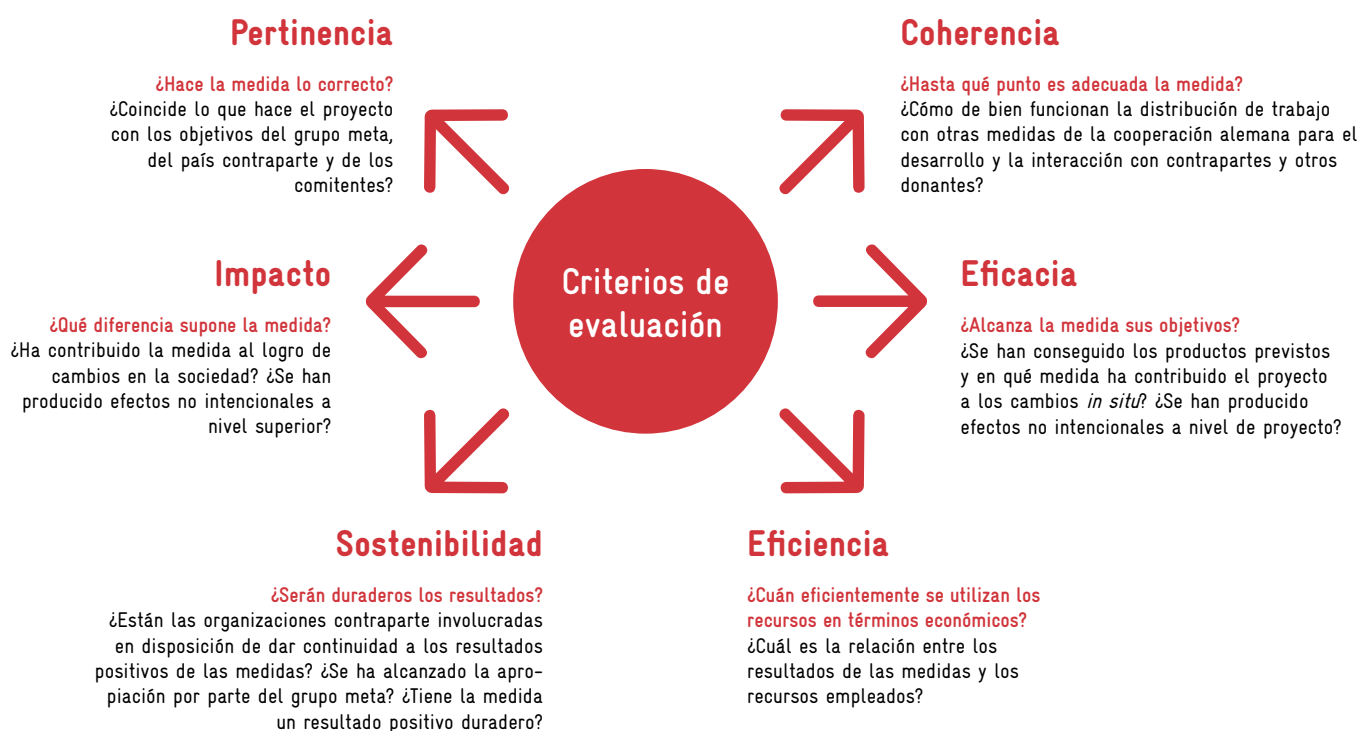 Pertinencia
¿Hace la medida lo correcto?
¿Coincide lo que hace el proyecto
con los objetivos del grupo meta,
del país contraparte y de los
comitentes?
Coherencia
¿Hasta qué punto es adecuada la medida?
¿Cómo de bien funcionan la distribución de trabajo
con otras medidas de la cooperación alemana para el
desarrollo y la interacción con contrapartes y otros
donantes?
Impacto
¿Qué diferencia supone la medida?
¿Ha contribuido la medida al logro de
cambios en la sociedad? ¿Se han
producido efectos no intencionales a
nivel superior?
Criterios de
evaluación
Eficacia
¿Alcanza la medida sus objetivos?
¿Se han conseguido los productos previstos
y en qué medida ha contribuido el proyecto
a los cambios in situ? ¿Se han producido
efectos no intencionales a nivel de proyecto?
Sostenibilidad
¿Serán duraderos los resultados?
¿Están las organizaciones contraparte involucradas
en disposición de dar continuidad a los resultados
positivos de las medidas? ¿Se ha alcanzado la apro-
piación por parte del grupo meta? ¿Tiene la medida
un resultado positivo duradero?
Eficiencia
¿Cuán eficientemente se utilizan los
recursos en términos económicos?
¿Cuál es la relación entre los
resultados de las medidas y los
recursos empleados?